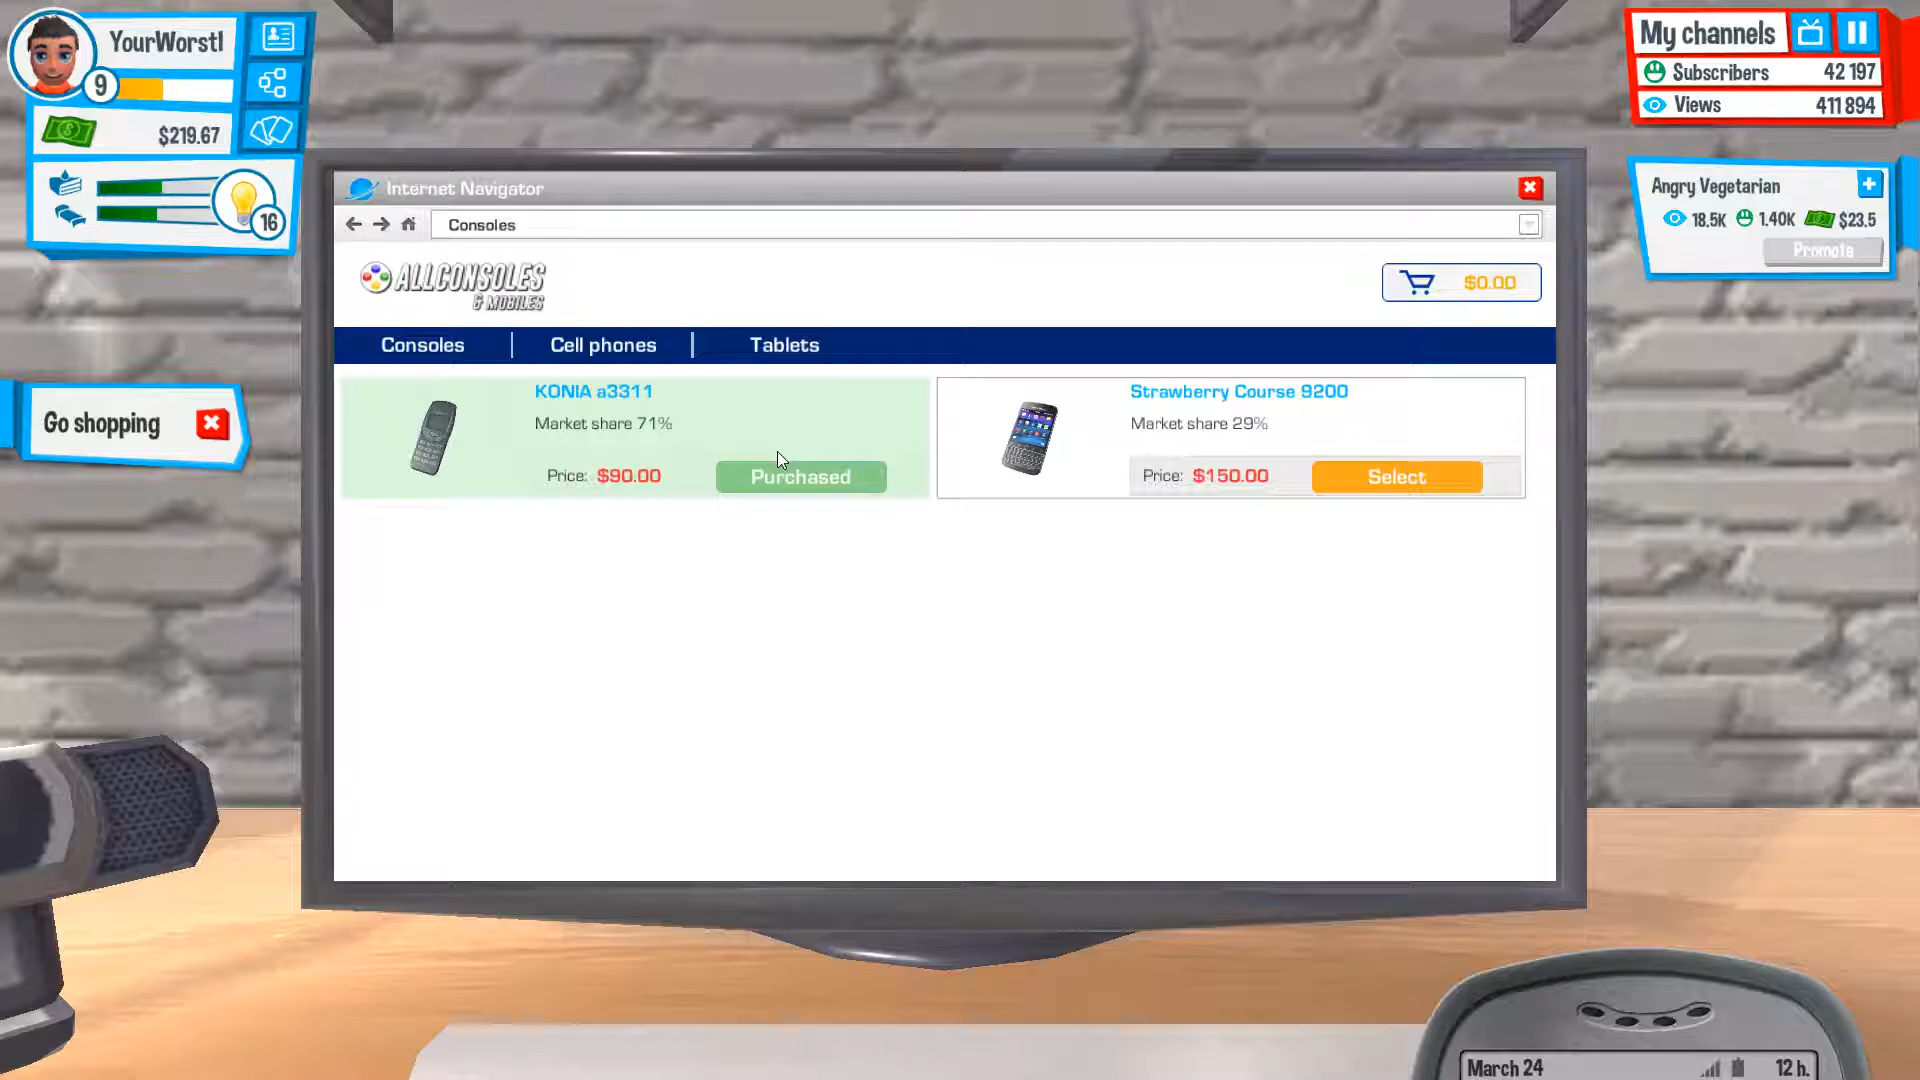 YourWorstI
9
$219.67
16
Go shopping
Internet Navigator
Consoles
ALLCONSOLES
& MOBILES
$0.00
Consoles
Cell phones
Tablets
KONIA a3311
Market share 71%
Price: $90.00
Purchased
Strawberry Course 9200
Market share 29%
Price: $150.00
Select
My channels
Subscribers 42 197
Views 411 894
Angry Vegetarian
18.5K 1.40K $23.5
Promote
March 24
12 h.